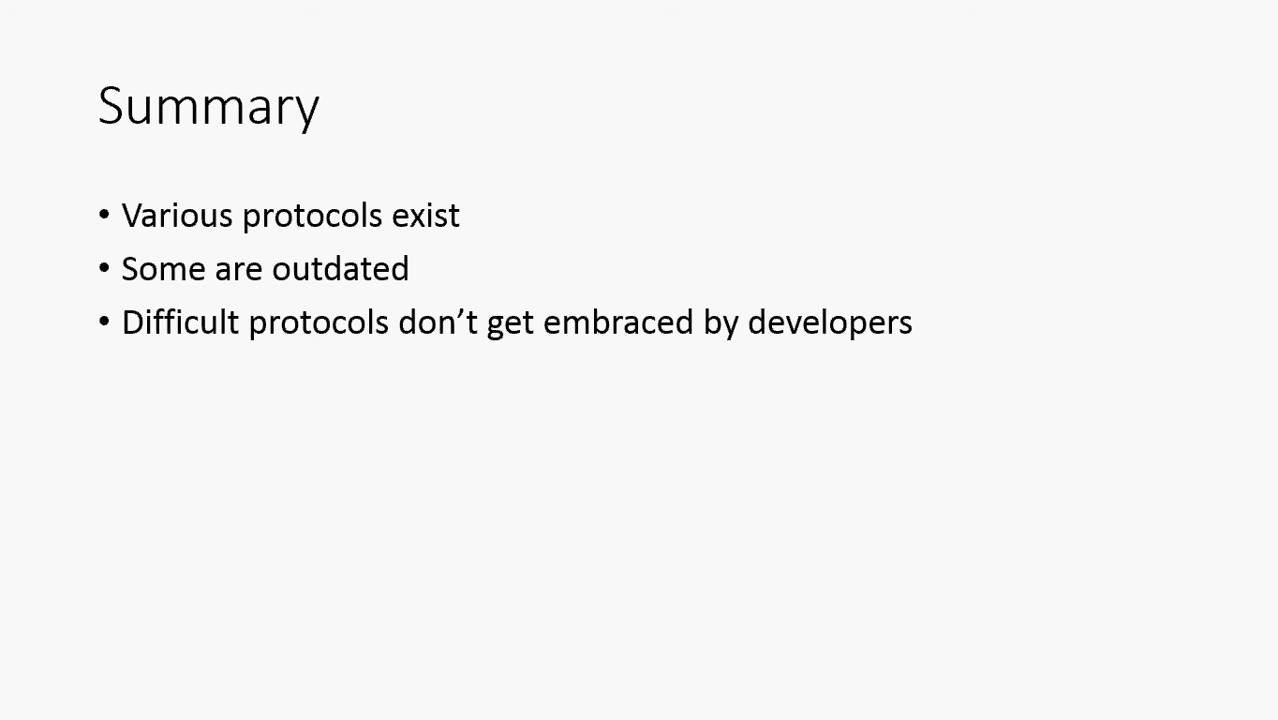 Summary
• Various protocols exist
• Some are outdated
• Difficult protocols don’t get embraced by developers